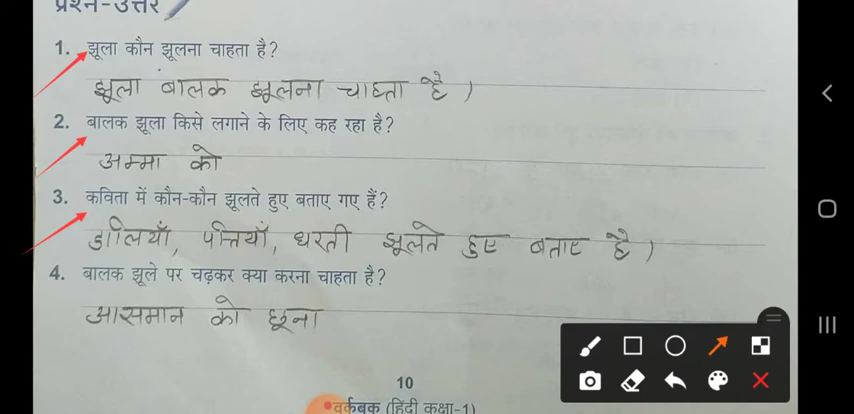 प्रश्न-उत्तर
1. झूला कौन झूलना चाहता है?
झूला बालक झूलना चाहता है।
2. बालक झूला किसे लगाने के लिए कह रहा है?
अम्मा को
3. कविता में कौन-कौन झूलते हुए बताए गए हैं?
डालियाँ, पत्तियाँ, धरती झूलते हुए बताए है।
4. बालक झूले पर चढ़कर क्या करना चाहता है?
आसमान को छूना
10
वर्कबुक (हिंदी कक्षा-1)